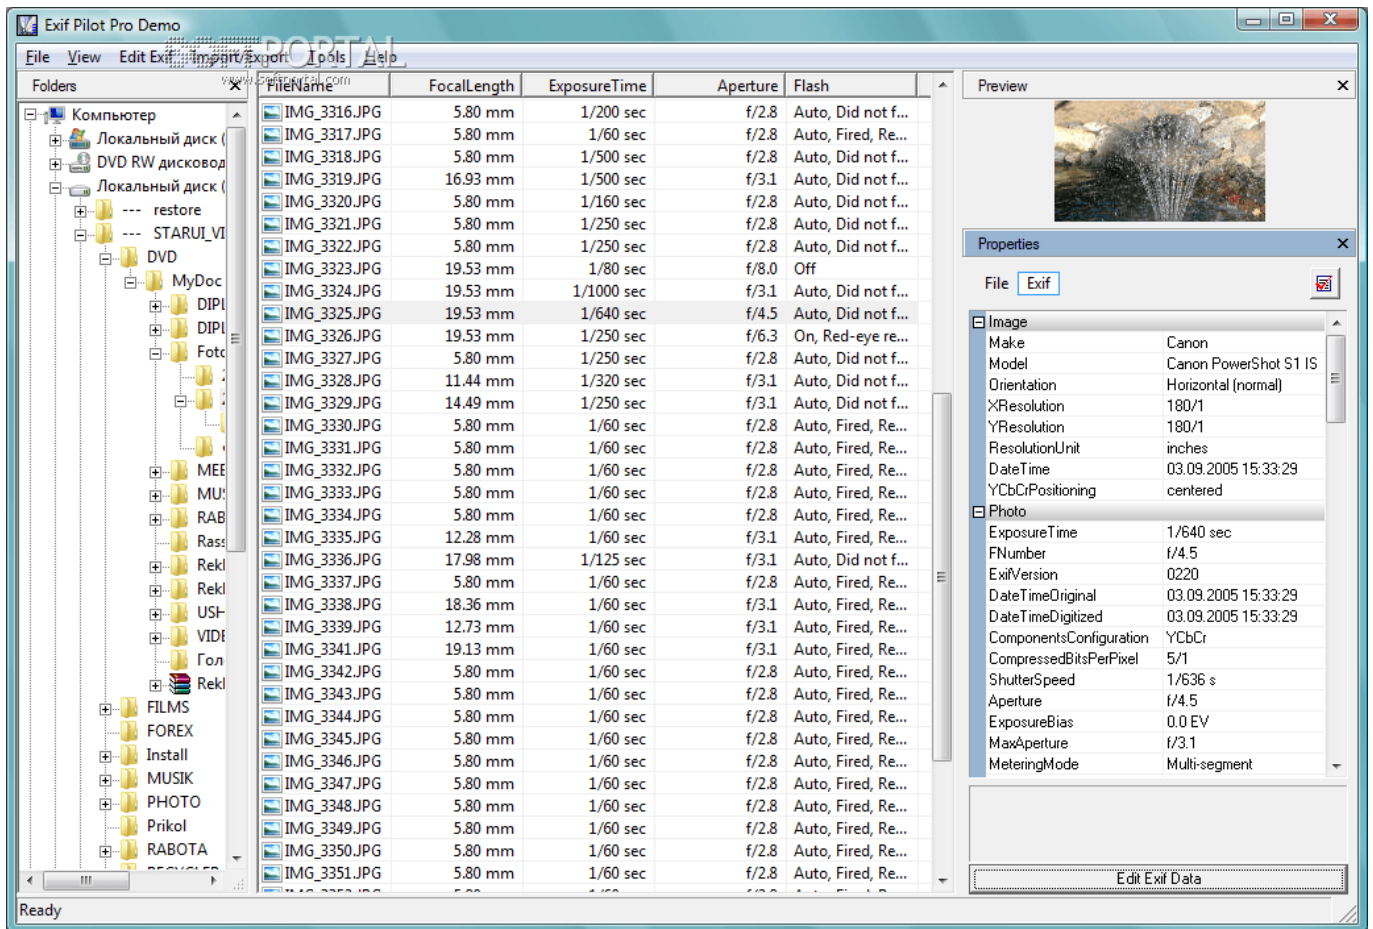 Exif Pilot Pro Demo
SOFTPORTAL
www.softportal.com
File View Edit Exif Import/Export Tools Help
Folders
Компьютер
Локальный диск (
DVD RW дисковод
Локальный диск (
--- restore
--- STARUI_VI
DVD
MyDoc
DIPL
DIPL
Foto
2
2
MEE
MUS
RAB
Rass
Rekl
Rekl
USH
VIDE
Гол
Rekl
FILMS
FOREX
Install
MUSIK
PHOTO
Prikol
RABOTA
RECYCLER
FileName FocalLength ExposureTime Aperture Flash
IMG_3316.JPG 5.80 mm 1/200 sec f/2.8 Auto, Did not f...
IMG_3317.JPG 5.80 mm 1/60 sec f/2.8 Auto, Fired, Re...
IMG_3318.JPG 5.80 mm 1/500 sec f/2.8 Auto, Did not f...
IMG_3319.JPG 16.93 mm 1/500 sec f/3.1 Auto, Did not f...
IMG_3320.JPG 5.80 mm 1/160 sec f/2.8 Auto, Did not f...
IMG_3321.JPG 5.80 mm 1/250 sec f/2.8 Auto, Did not f...
IMG_3322.JPG 5.80 mm 1/250 sec f/2.8 Auto, Did not f...
IMG_3323.JPG 19.53 mm 1/80 sec f/8.0 Off
IMG_3324.JPG 19.53 mm 1/1000 sec f/3.1 Auto, Did not f...
IMG_3325.JPG 19.53 mm 1/640 sec f/4.5 Auto, Did not f...
IMG_3326.JPG 19.53 mm 1/250 sec f/6.3 On, Red-eye re...
IMG_3327.JPG 5.80 mm 1/250 sec f/2.8 Auto, Did not f...
IMG_3328.JPG 11.44 mm 1/320 sec f/3.1 Auto, Did not f...
IMG_3329.JPG 14.49 mm 1/250 sec f/3.1 Auto, Did not f...
IMG_3330.JPG 5.80 mm 1/60 sec f/2.8 Auto, Fired, Re...
IMG_3331.JPG 5.80 mm 1/60 sec f/2.8 Auto, Fired, Re...
IMG_3332.JPG 5.80 mm 1/60 sec f/2.8 Auto, Fired, Re...
IMG_3333.JPG 5.80 mm 1/60 sec f/2.8 Auto, Fired, Re...
IMG_3334.JPG 5.80 mm 1/60 sec f/2.8 Auto, Fired, Re...
IMG_3335.JPG 12.28 mm 1/60 sec f/3.1 Auto, Fired, Re...
IMG_3336.JPG 17.98 mm 1/125 sec f/3.1 Auto, Did not f...
IMG_3337.JPG 5.80 mm 1/60 sec f/2.8 Auto, Fired, Re...
IMG_3338.JPG 18.36 mm 1/60 sec f/3.1 Auto, Fired, Re...
IMG_3339.JPG 12.73 mm 1/60 sec f/3.1 Auto, Fired, Re...
IMG_3341.JPG 19.13 mm 1/60 sec f/3.1 Auto, Fired, Re...
IMG_3342.JPG 5.80 mm 1/60 sec f/2.8 Auto, Fired, Re...
IMG_3343.JPG 5.80 mm 1/60 sec f/2.8 Auto, Fired, Re...
IMG_3344.JPG 5.80 mm 1/60 sec f/2.8 Auto, Fired, Re...
IMG_3345.JPG 5.80 mm 1/60 sec f/2.8 Auto, Fired, Re...
IMG_3346.JPG 5.80 mm 1/60 sec f/2.8 Auto, Fired, Re...
IMG_3347.JPG 5.80 mm 1/60 sec f/2.8 Auto, Fired, Re...
IMG_3348.JPG 5.80 mm 1/60 sec f/2.8 Auto, Fired, Re...
IMG_3349.JPG 5.80 mm 1/60 sec f/2.8 Auto, Fired, Re...
IMG_3350.JPG 5.80 mm 1/60 sec f/2.8 Auto, Fired, Re...
IMG_3351.JPG 5.80 mm 1/60 sec f/2.8 Auto, Fired, Re...
Preview
Properties
File Exif
Image
Make Canon
Model Canon PowerShot S1 IS
Orientation Horizontal (normal)
XResolution 180/1
YResolution 180/1
ResolutionUnit inches
DateTime 03.09.2005 15:33:29
YCbCrPositioning centered
Photo
ExposureTime 1/640 sec
FNumber f/4.5
ExifVersion 0220
DateTimeOriginal 03.09.2005 15:33:29
DateTimeDigitized 03.09.2005 15:33:29
ComponentsConfiguration YCbCr
CompressedBitsPerPixel 5/1
ShutterSpeed 1/636 s
Aperture f/4.5
ExposureBias 0.0 EV
MaxAperture f/3.1
MeteringMode Multi-segment
Edit Exif Data
Ready